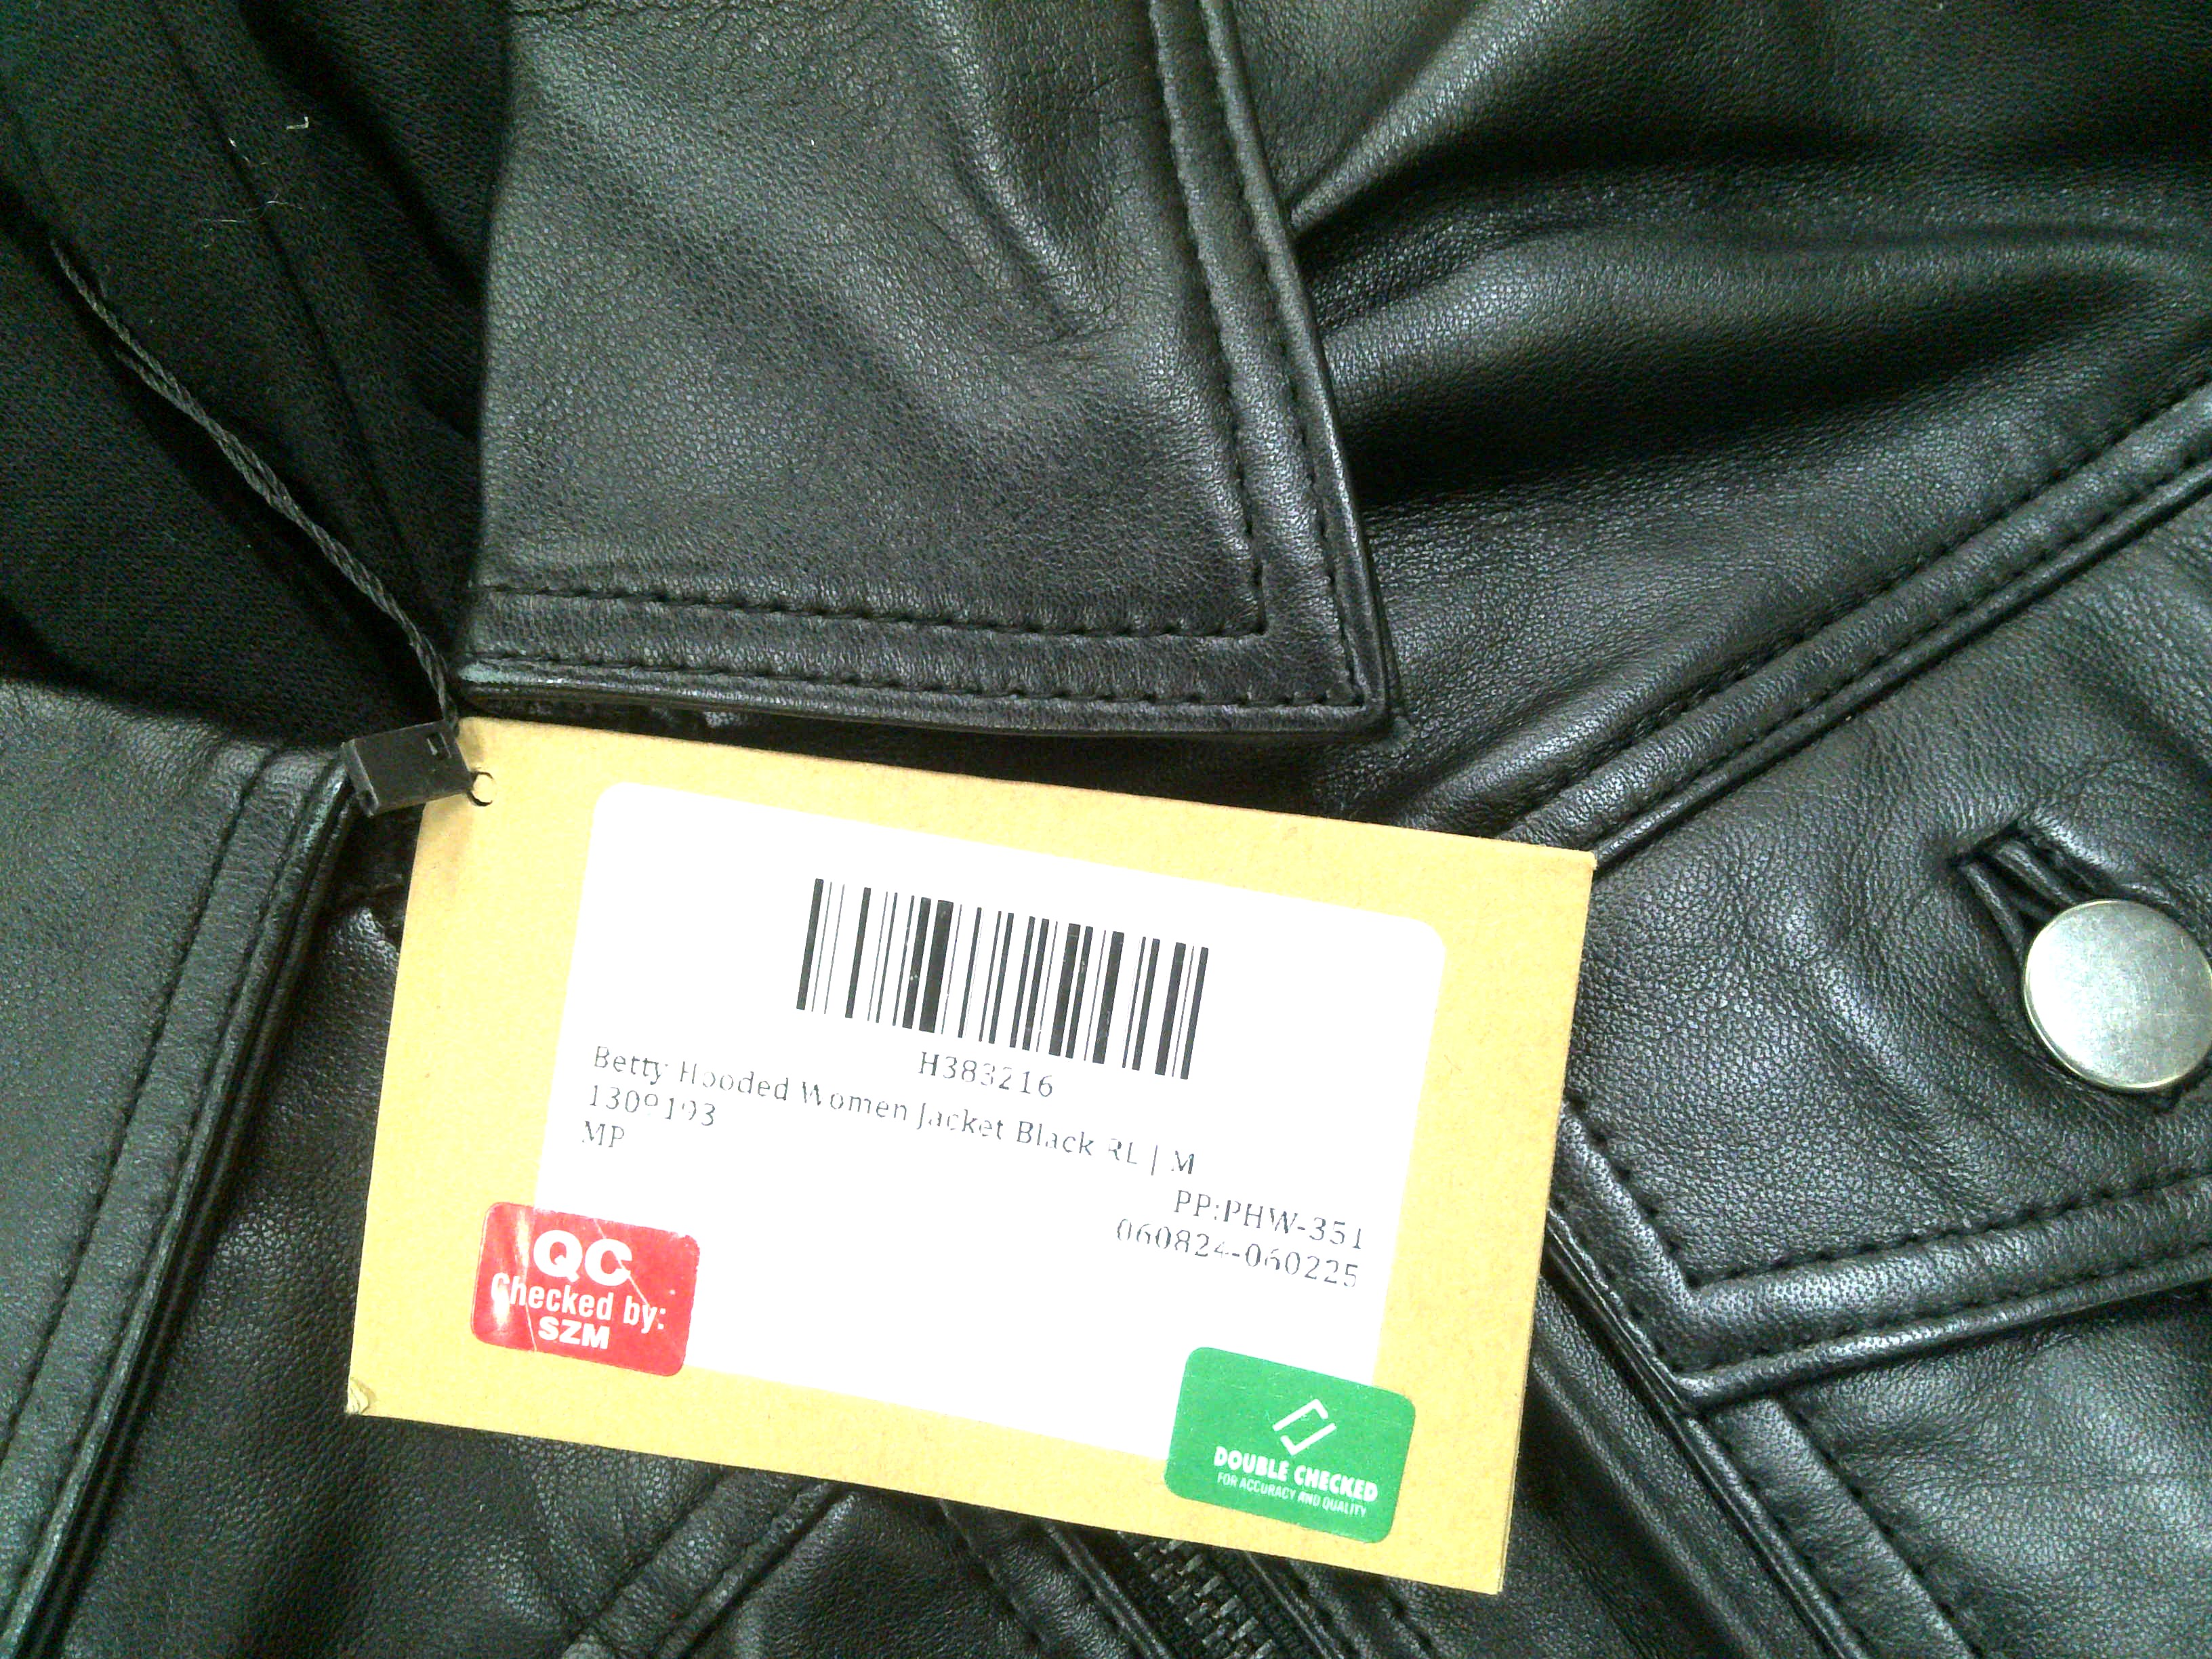 H383216
Betty Hooded Women Jacket Black RL | M
1309193
MP
PP:PHW-351
060824-060225
QC
Checked by:
SZM
DOUBLE CHECKED
FOR ACCURACY AND QUALITY